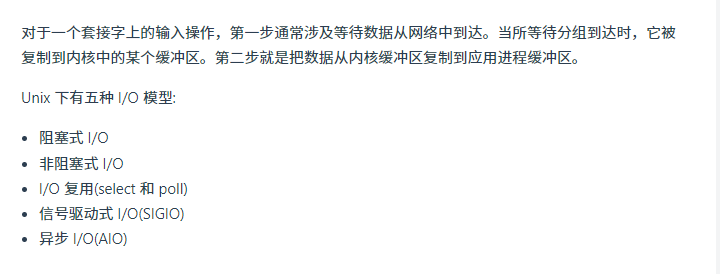 对于一个套接字上的输入操作，第一步通常涉及等待数据从网络中到达。当所等待分组到达时，它被
复制到内核中的某个缓冲区。第二步就是把数据从内核缓冲区复制到应用进程缓冲区。
Unix 下有五种 I/O 模型:
• 阻塞式 I/O
• 非阻塞式 I/O
• I/O 复用(select 和 poll)
• 信号驱动式 I/O(SIGIO)
• 异步 I/O(AIO)